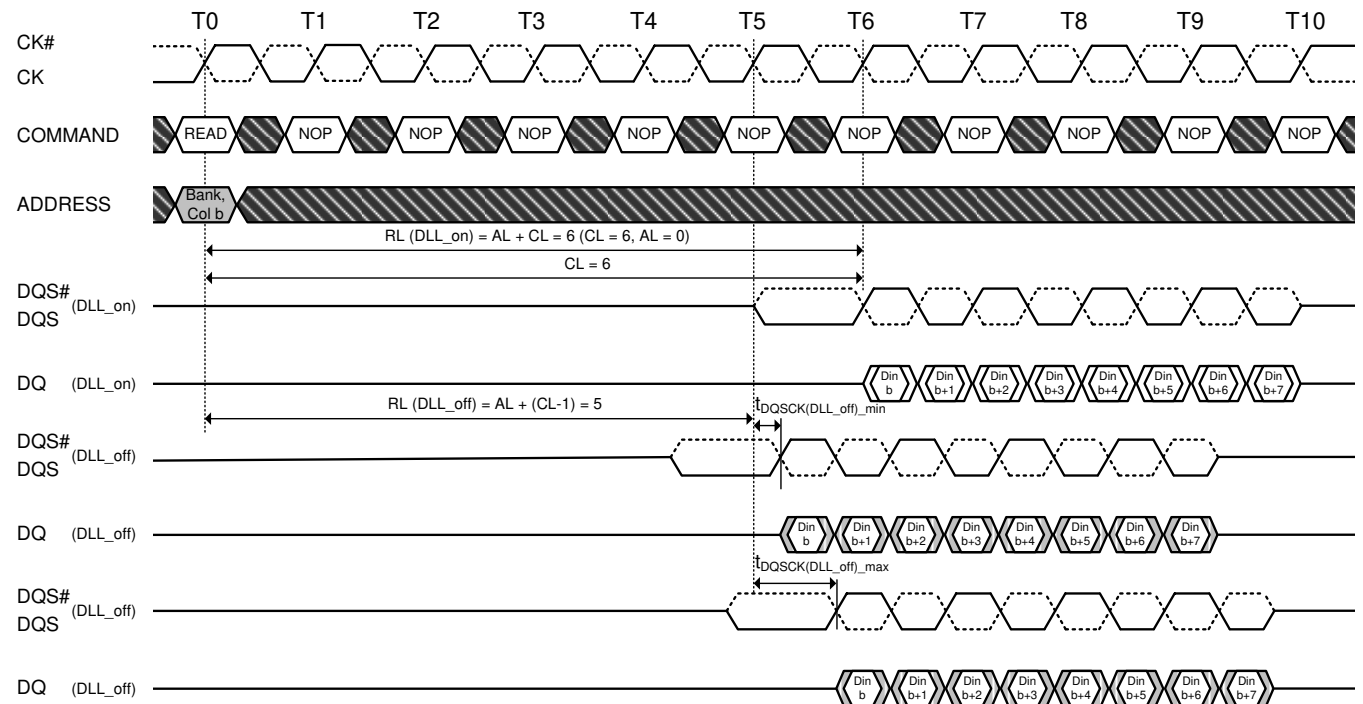 T0 T1 T2 T3 T4 T5 T6 T7 T8 T9 T10
CK#
CK
COMMAND READ NOP NOP NOP NOP NOP NOP NOP NOP NOP NOP
ADDRESS Bank,
Col b
RL (DLL_on) = AL + CL = 6 (CL = 6, AL = 0)
CL = 6
DQS# (DLL_on)
DQS
DQ (DLL_on) Din Din Din Din Din Din Din Din
b b+1 b+2 b+3 b+4 b+5 b+6 b+7
RL (DLL_off) = AL + (CL-1) = 5 tDQSCK(DLL_off)_min
DQS# (DLL_off)
DQS
DQ (DLL_off) Din Din Din Din Din Din Din Din
b b+1 b+2 b+3 b+4 b+5 b+6 b+7
tDQSCK(DLL_off)_max
DQS# (DLL_off)
DQS
DQ (DLL_off) Din Din Din Din Din Din Din Din
b b+1 b+2 b+3 b+4 b+5 b+6 b+7